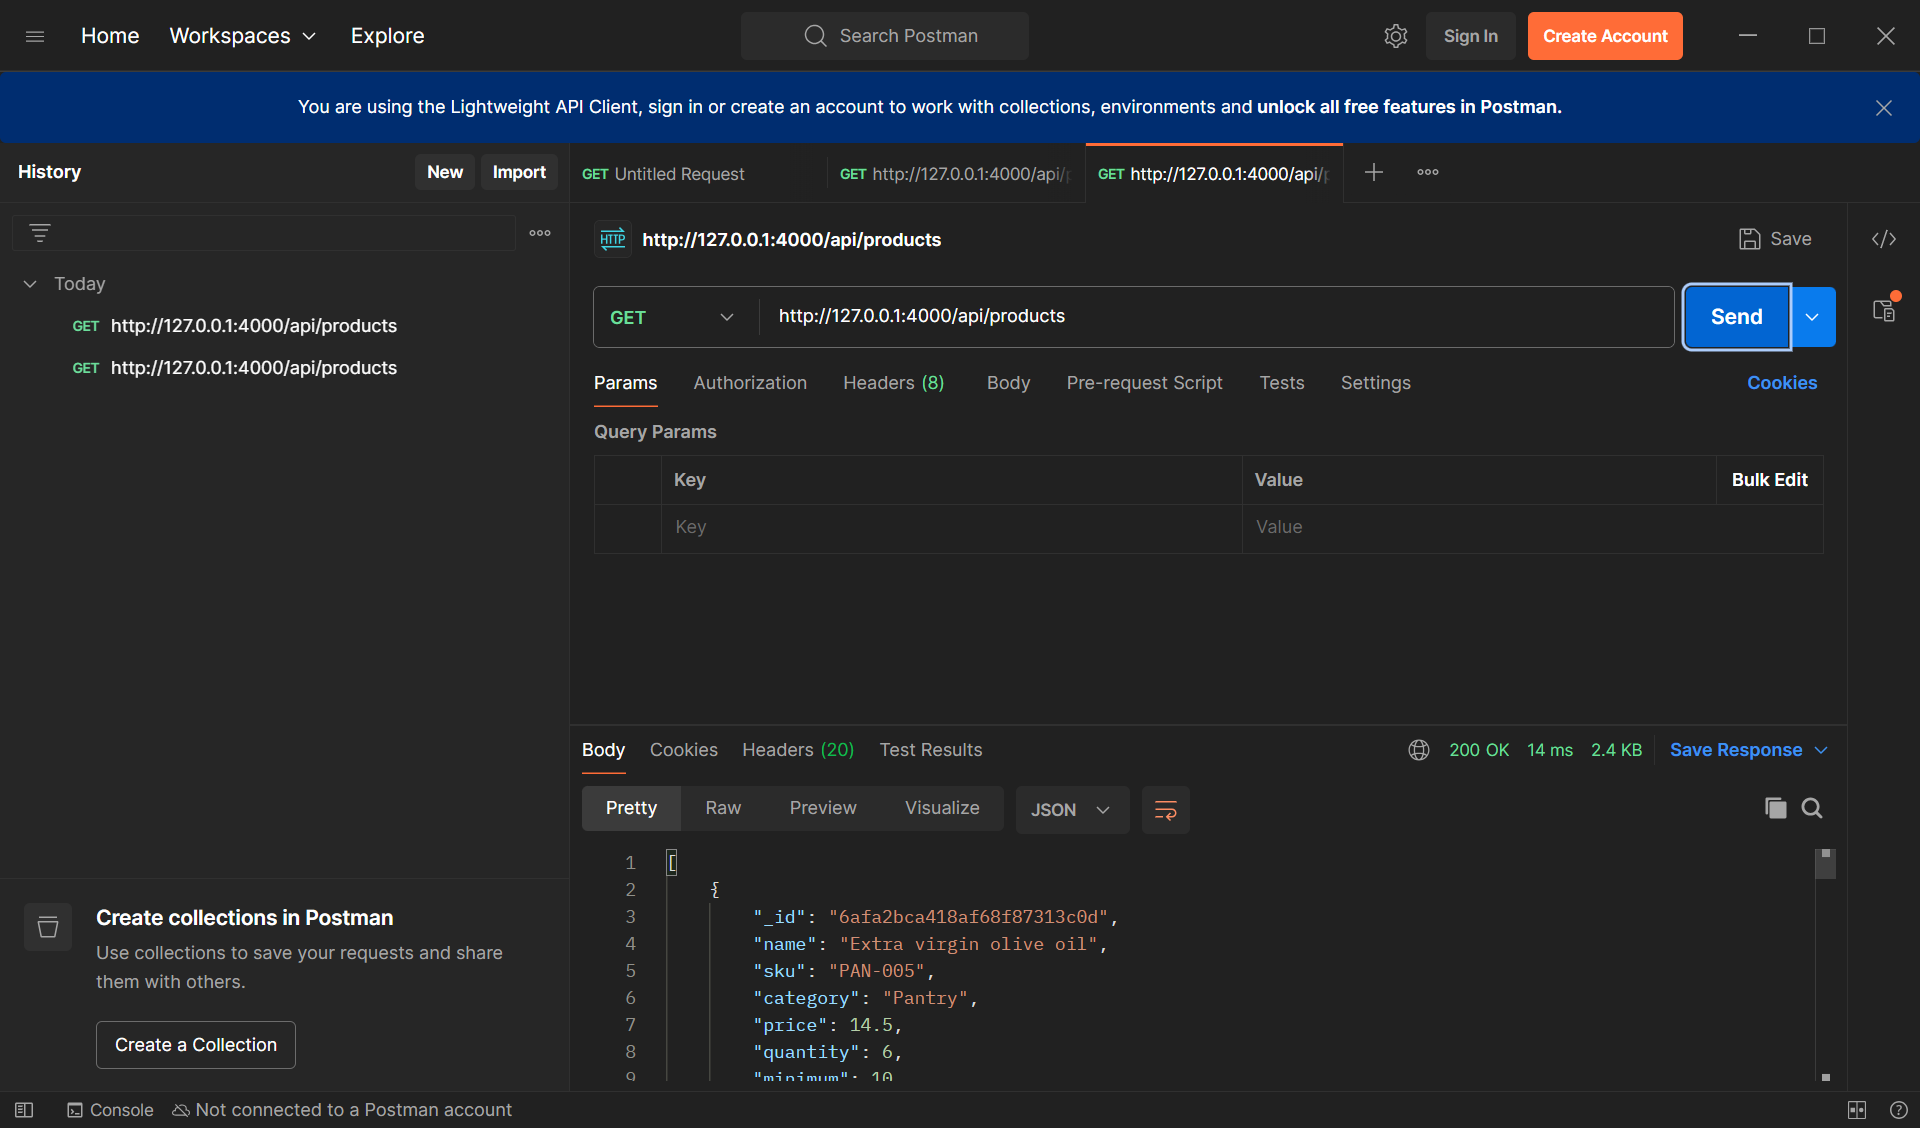 Home Workspaces Explore Search Postman Sign In Create Account
You are using the Lightweight API Client, sign in or create an account to work with collections, environments and unlock all free features in Postman.
History New Import
GET Untitled Request GET http://127.0.0.1:4000/api/ GET http://127.0.0.1:4000/api/
HTTP http://127.0.0.1:4000/api/products Save
Today
GET http://127.0.0.1:4000/api/products
GET http://127.0.0.1:4000/api/products
GET http://127.0.0.1:4000/api/products Send
Params Authorization Headers (8) Body Pre-request Script Tests Settings Cookies
Query Params
Key Value Bulk Edit
Key Value
Body Cookies Headers (20) Test Results 200 OK 14 ms 2.4 KB Save Response
Pretty Raw Preview Visualize JSON
1 [
2 {
3 "_id": "6afa2bca418af68f87313c0d",
4 "name": "Extra virgin olive oil",
5 "sku": "PAN-005",
6 "category": "Pantry",
7 "price": 14.5,
8 "quantity": 6,
9 "minimum": 10
Create collections in Postman
Use collections to save your requests and share
them with others.
Create a Collection
Console Not connected to a Postman account